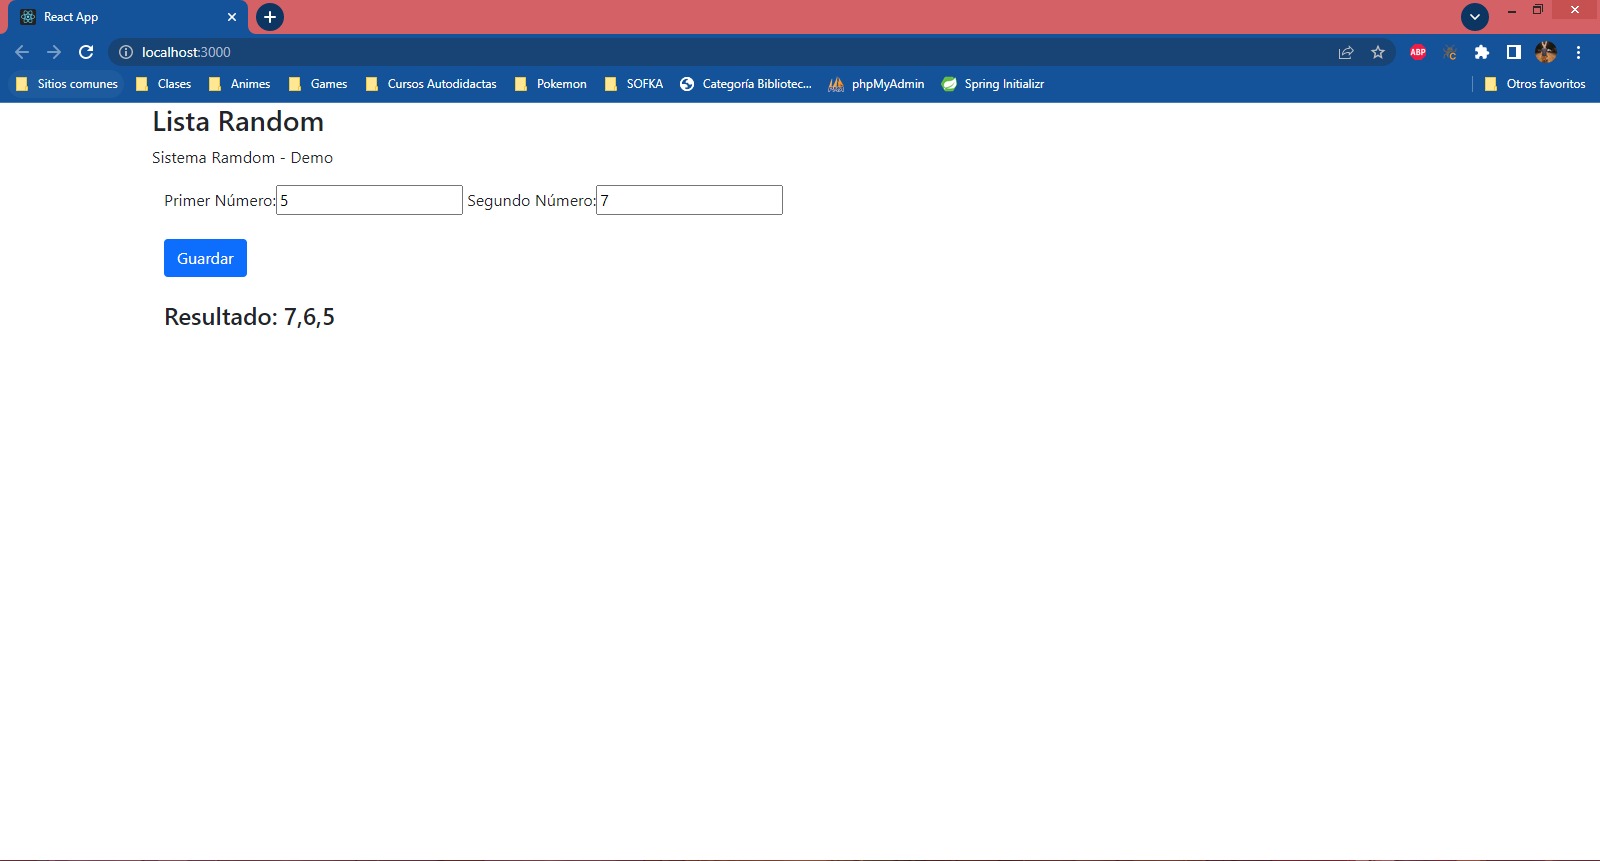 React App
localhost:3000
ABP
C
Sitios comunes Clases Animes Games Cursos Autodidactas Pokemon SOFKA Categoría Bibliotec... phpMyAdmin Spring Initializr Otros favoritos
Lista Random
Sistema Ramdom - Demo
Primer Número: 5 Segundo Número: 7
Guardar
Resultado: 7,6,5